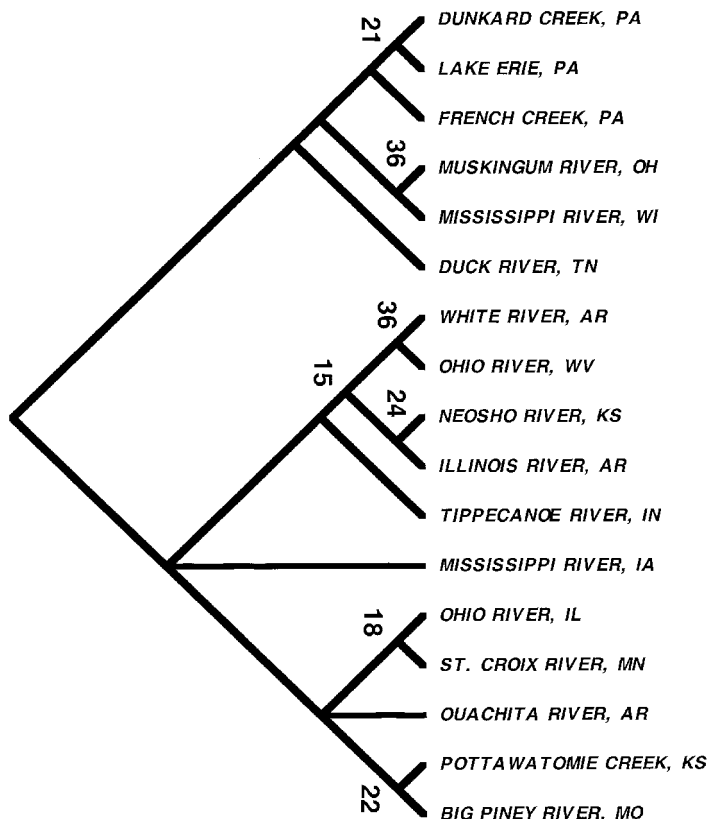 21
DUNKARD CREEK, PA
LAKE ERIE, PA
FRENCH CREEK, PA
36
MUSKINGUM RIVER, OH
MISSISSIPPI RIVER, WI
DUCK RIVER, TN
36
WHITE RIVER, AR
OHIO RIVER, WV
15
24
NEOSHO RIVER, KS
ILLINOIS RIVER, AR
TIPPECANOE RIVER, IN
MISSISSIPPI RIVER, IA
18
OHIO RIVER, IL
ST. CROIX RIVER, MN
OUACHITA RIVER, AR
22
POTTAWATOMIE CREEK, KS
BIG PINEY RIVER, MO